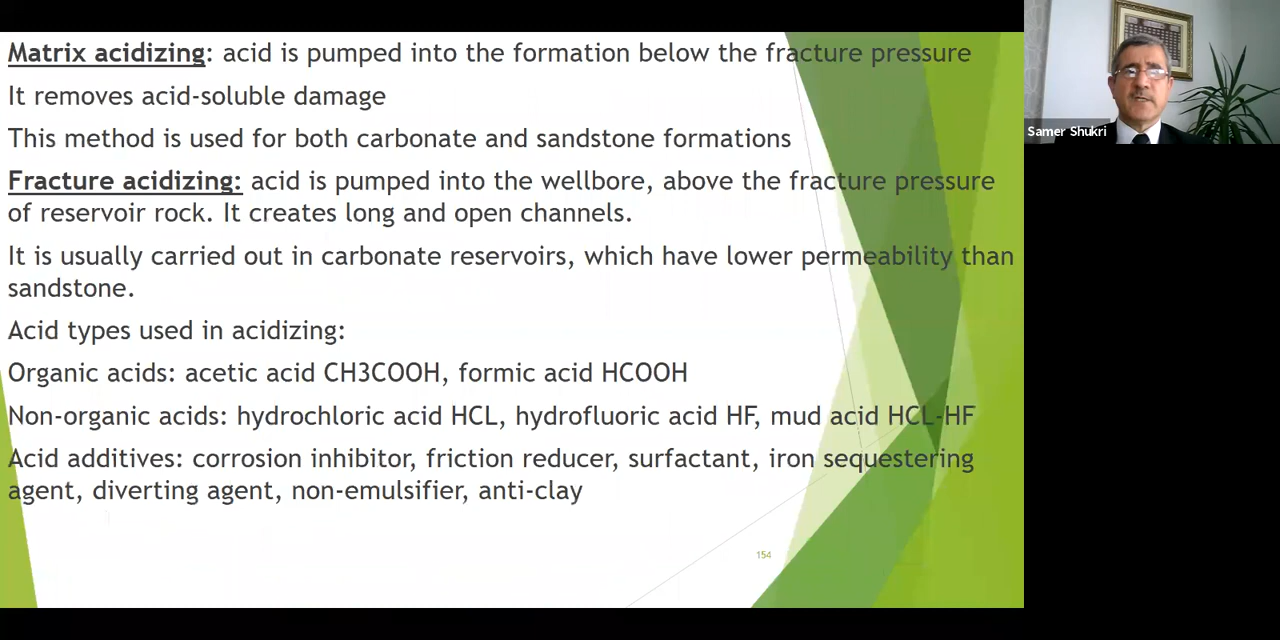 Matrix acidizing: acid is pumped into the formation below the fracture pressure
It removes acid-soluble damage
This method is used for both carbonate and sandstone formations
Fracture acidizing: acid is pumped into the wellbore, above the fracture pressure
of reservoir rock. It creates long and open channels.
It is usually carried out in carbonate reservoirs, which have lower permeability than
sandstone.
Acid types used in acidizing:
Organic acids: acetic acid CH3COOH, formic acid HCOOH
Non-organic acids: hydrochloric acid HCL, hydrofluoric acid HF, mud acid HCL-HF
Acid additives: corrosion inhibitor, friction reducer, surfactant, iron sequestering
agent, diverting agent, non-emulsifier, anti-clay
154
Samer Shukri